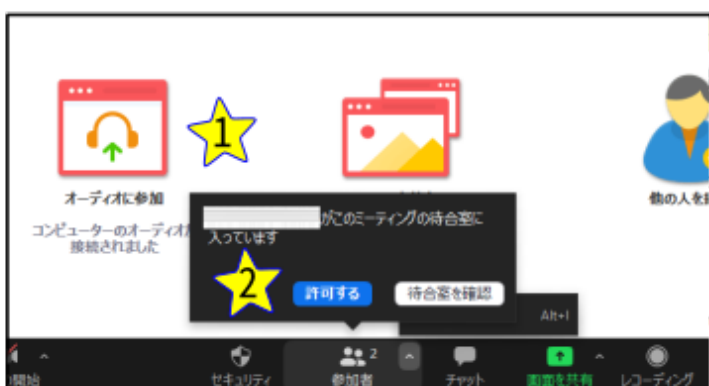 1
オーディオに参加
他の人を
コンピューターのオーディオが
接続されました
がこのミーティングの待合室に
入っています
2
許可する
待合室を確認
Alt+I
2
セキュリティ
参加者
チャット
画面を共有
レコーディング